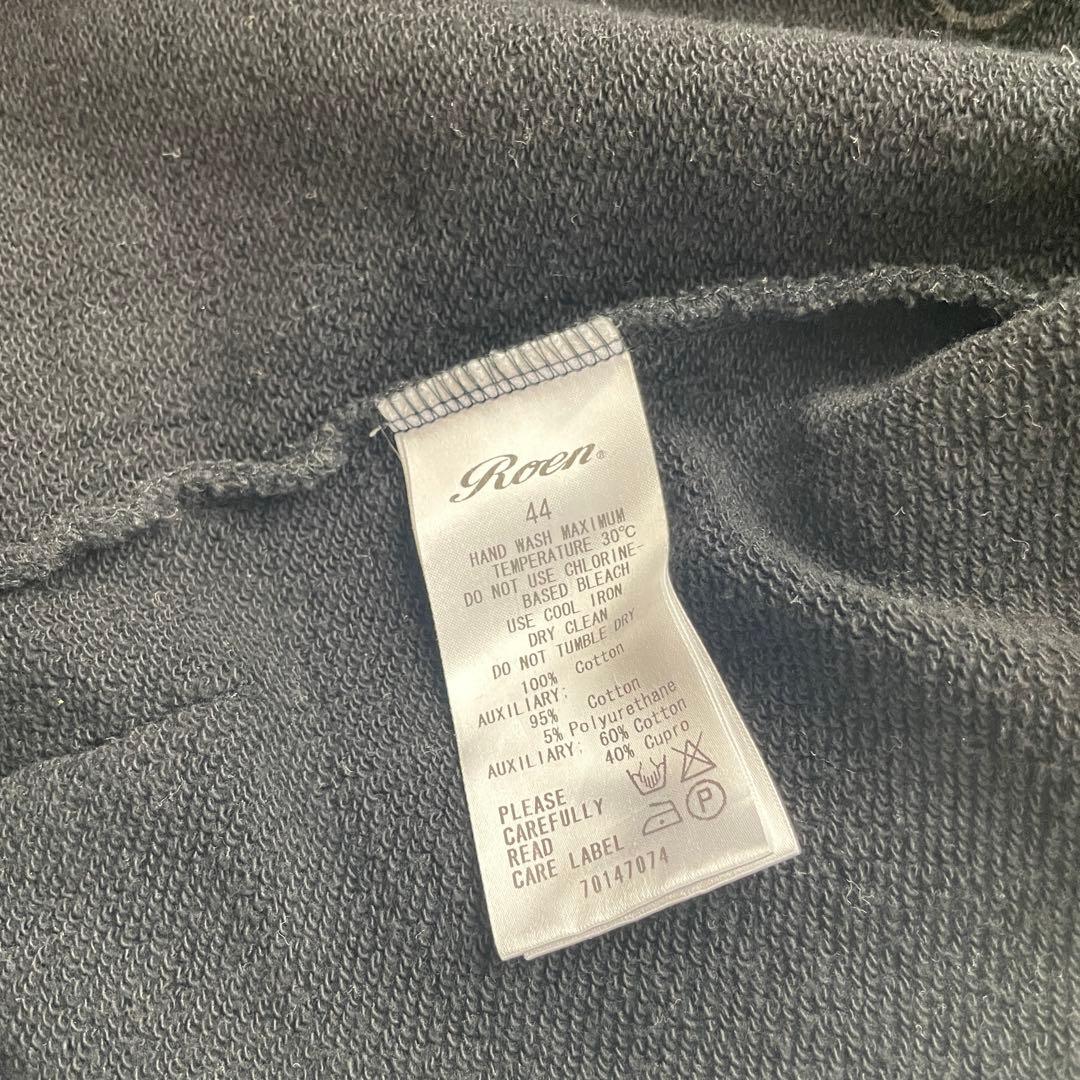 Roen®
44
HAND WASH MAXIMUM
TEMPERATURE 30℃
DO NOT USE CHLORINE-
BASED BLEACH
USE COOL IRON
DRY CLEAN
DO NOT TUMBLE DRY
100% Cotton
AUXILIARY;
95% Cotton
5% Polyurethane
AUXILIARY; 60% Cotton
40% Cupro
PLEASE
CAREFULLY
READ
CARE LABEL
P
70147074